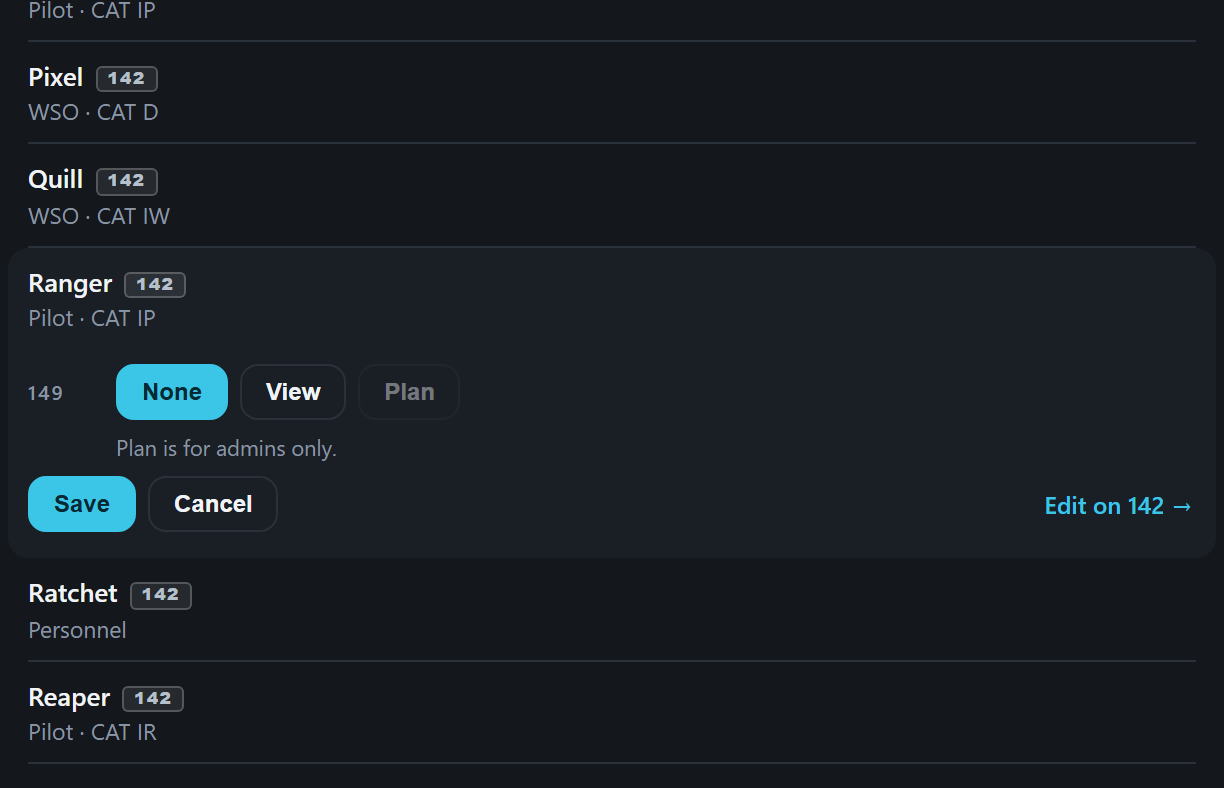 Pilot · CAT IP
Pixel 142
WSO · CAT D
Quill 142
WSO · CAT IW
Ranger 142
Pilot · CAT IP
149 None View Plan
Plan is for admins only.
Save Cancel Edit on 142 →
Ratchet 142
Personnel
Reaper 142
Pilot · CAT IR